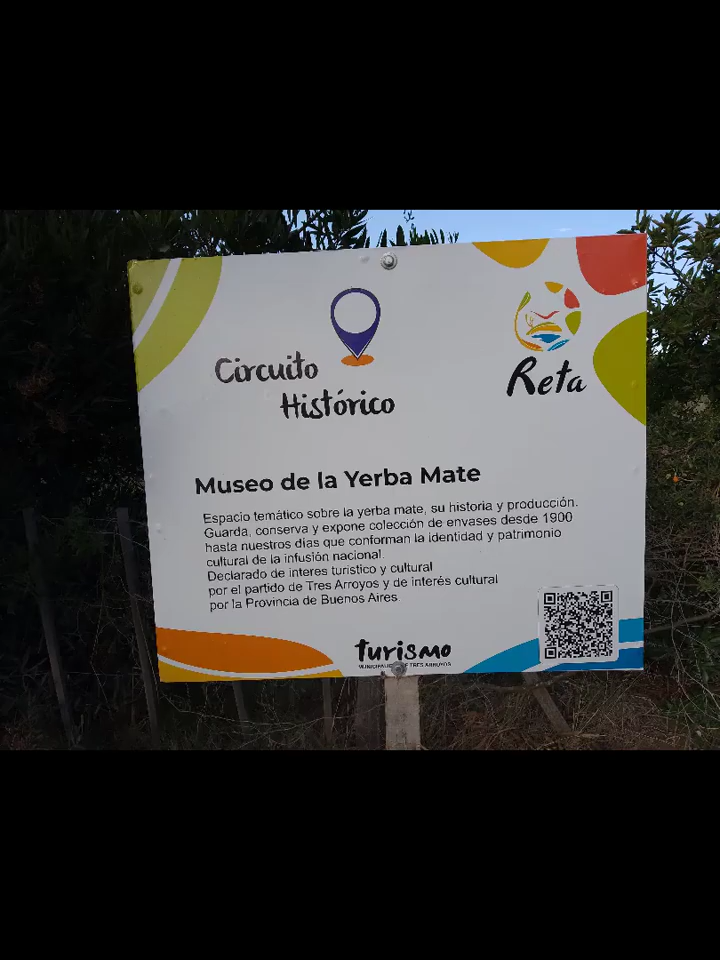 Circuito
Histórico
Reta
Museo de la Yerba Mate
Espacio temático sobre la yerba mate, su historia y producción.
Guarda, conserva y expone colección de envases desde 1900
hasta nuestros días que conforman la identidad y patrimonio
cultural de la infusión nacional.
Declarado de interes turístico y cultural
por el partido de Tres Arroyos y de interés cultural
por la Provincia de Buenos Aires.
turismo
DE TRES ARROYOS